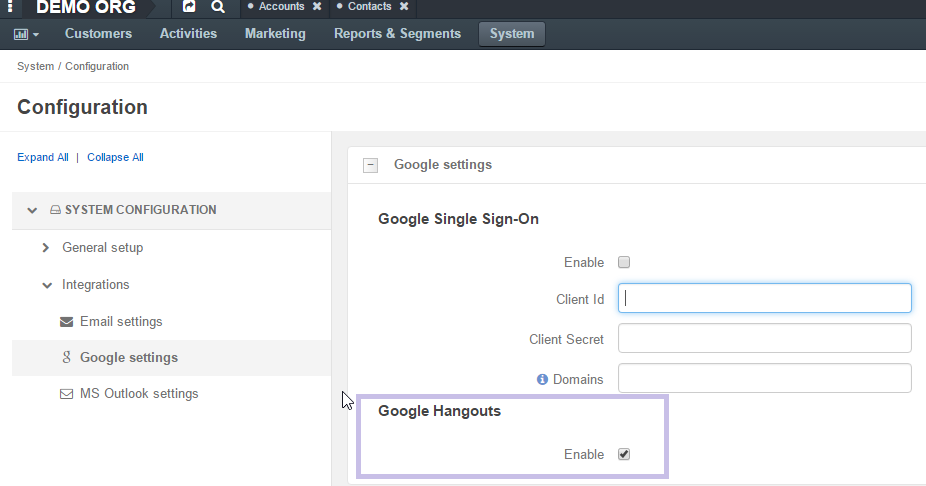 DEMO ORG
Accounts
Contacts
Customers Activities Marketing Reports & Segments System
System / Configuration
Configuration
Expand All | Collapse All
SYSTEM CONFIGURATION
General setup
Integrations
Email settings
Google settings
MS Outlook settings
Google settings
Google Single Sign-On
Enable
Client Id
Client Secret
Domains
Google Hangouts
Enable